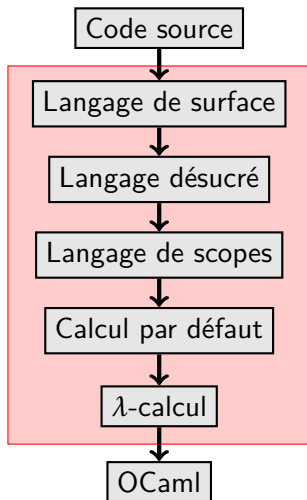 Code source
Langage de surface
Langage désucré
Langage de scopes
Calcul par défaut
λ-calcul
OCaml